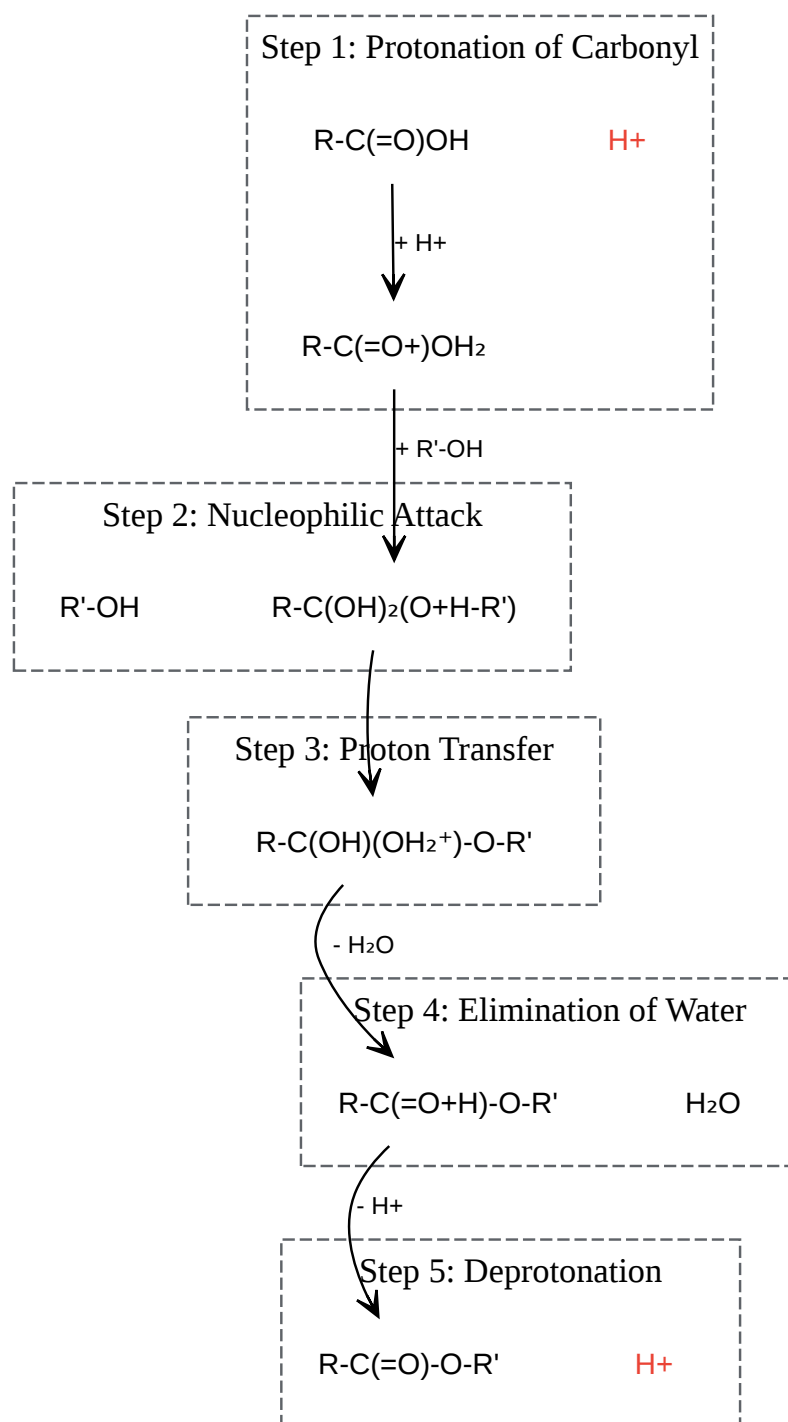 Step 1: Protonation of Carbonyl
R-C(=O)OH H+
+ H+
R-C(=O+)OH₂
+ R'-OH
Step 2: Nucleophilic Attack
R'-OH R-C(OH)₂(O+H-R')
Step 3: Proton Transfer
R-C(OH)(OH₂⁺)-O-R'
- H₂O
Step 4: Elimination of Water
R-C(=O+H)-O-R' H₂O
- H+
Step 5: Deprotonation
R-C(=O)-O-R' H+